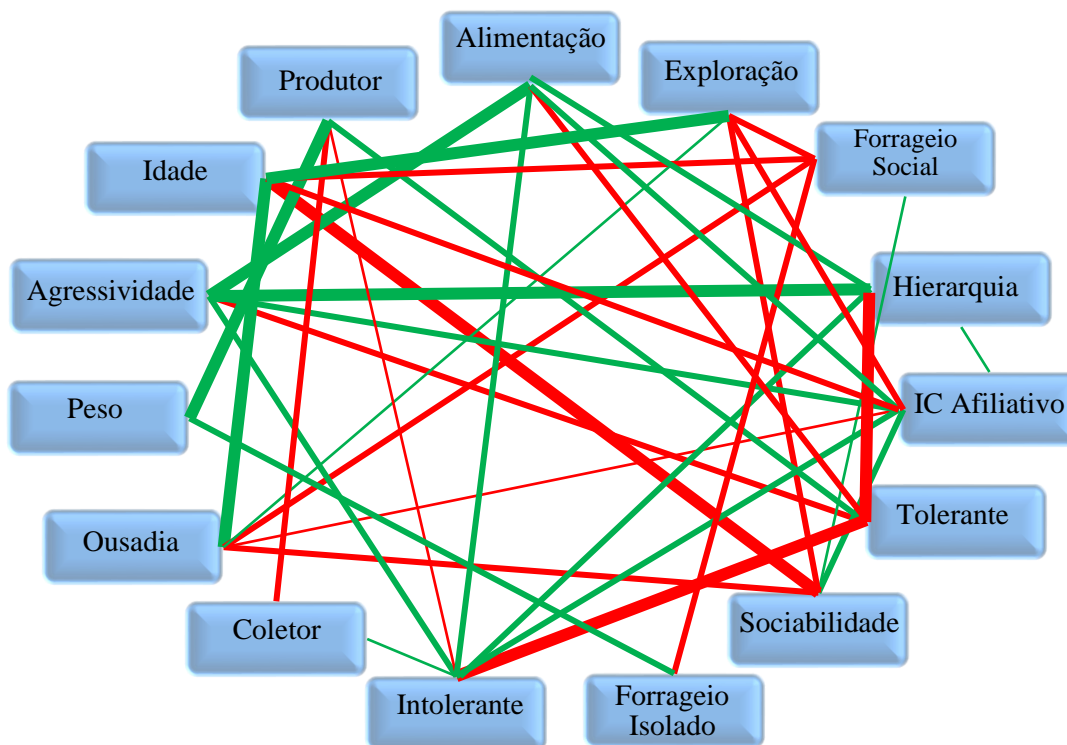 Alimentação
Exploração
Produtor
Forrageio
Social
Idade
Hierarquia
Agressividade
IC Afiliativo
Peso
Tolerante
Ousadia
Sociabilidade
Coletor
Intolerante
Forrageio
Isolado